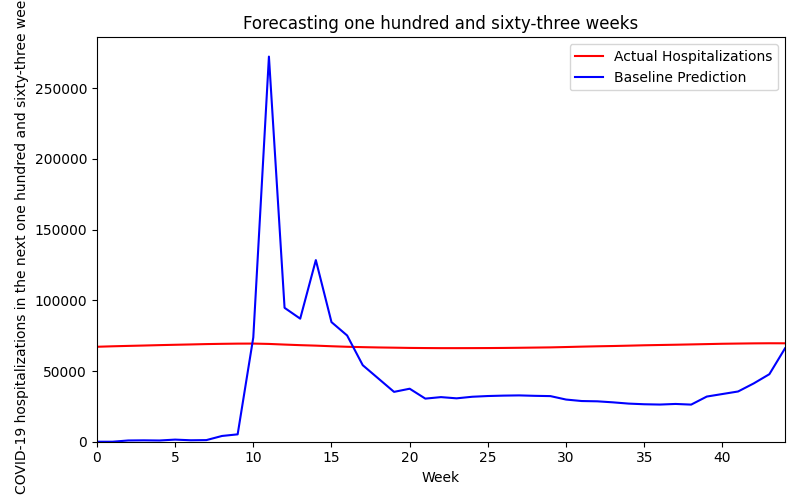 Forecasting one hundred and sixty-three weeks
COVID-19 hospitalizations in the next one hundred and sixty-three wee
250000
200000
150000
100000
50000
0
Actual Hospitalizations
Baseline Prediction
0 5 10 15 20 25 30 35 40
Week